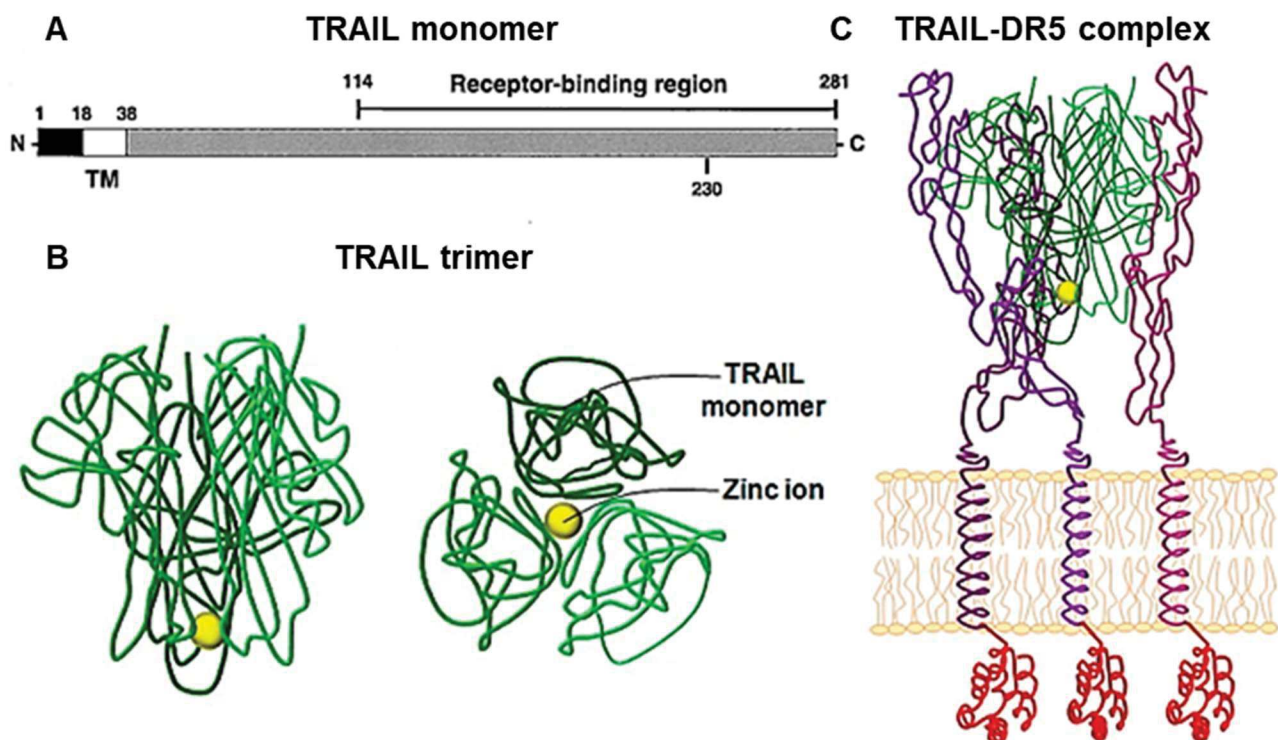 A TRAIL monomer
114 Receptor-binding region 281
1 18 38
N C
TM
230
B TRAIL trimer
TRAIL
monomer
Zinc ion
C TRAIL-DR5 complex